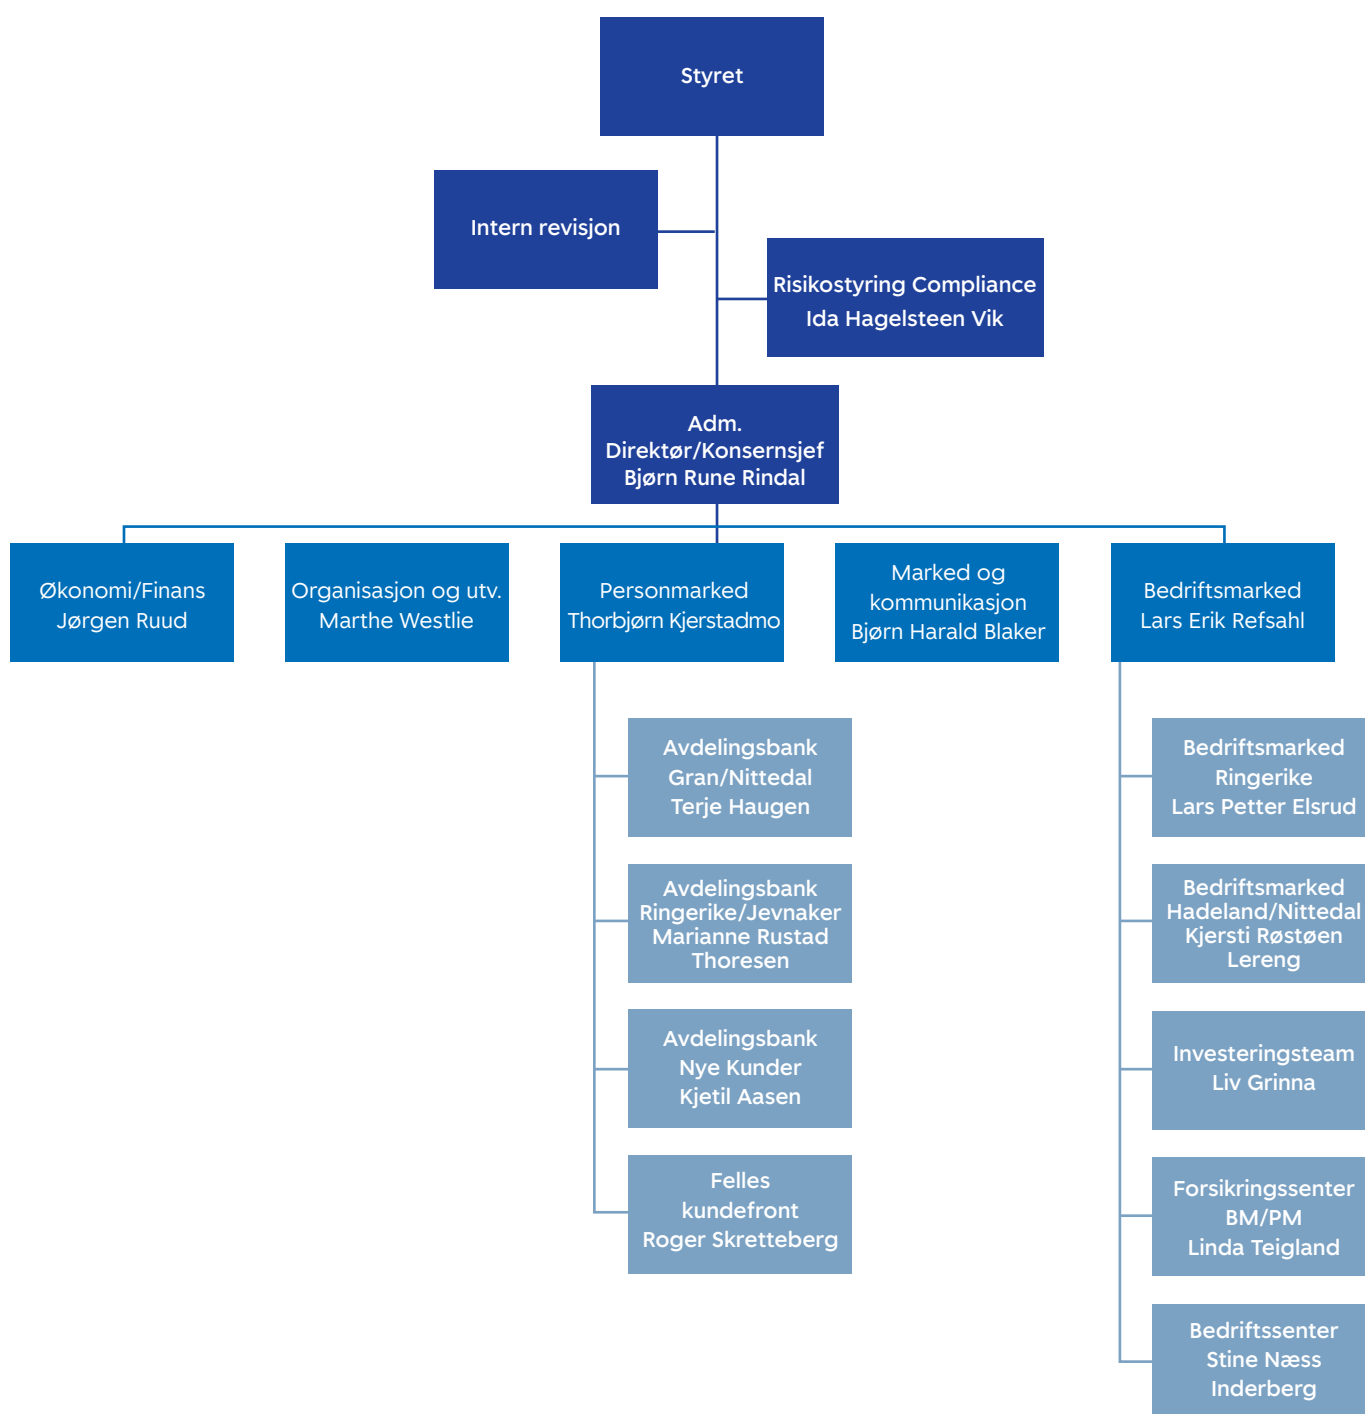 Styret
Intern revisjon
Risikostyring Compliance
Ida Hagelsteen Vik
Adm.
Direktør/Konsernsjef
Bjørn Rune Rindal
Økonomi/Finans
Jørgen Ruud
Organisasjon og utv.
Marthe Westlie
Personmarked
Thorbjørn Kjerstadmo
Marked og
kommunikasjon
Bjørn Harald Blaker
Bedriftsmarked
Lars Erik Refsahl
Avdelingsbank
Gran/Nittedal
Terje Haugen
Avdelingsbank
Ringerike/Jevnaker
Marianne Rustad
Thoresen
Avdelingsbank
Nye Kunder
Kjetil Aasen
Felles
kundefront
Roger Skretteberg
Bedriftsmarked
Ringerike
Lars Petter Elsrud
Bedriftsmarked
Hadeland/Nittedal
Kjersti Røstøen
Lereng
Investeringsteam
Liv Grinna
Forsikringssenter
BM/PM
Linda Teigland
Bedriftssenter
Stine Næss
Inderberg